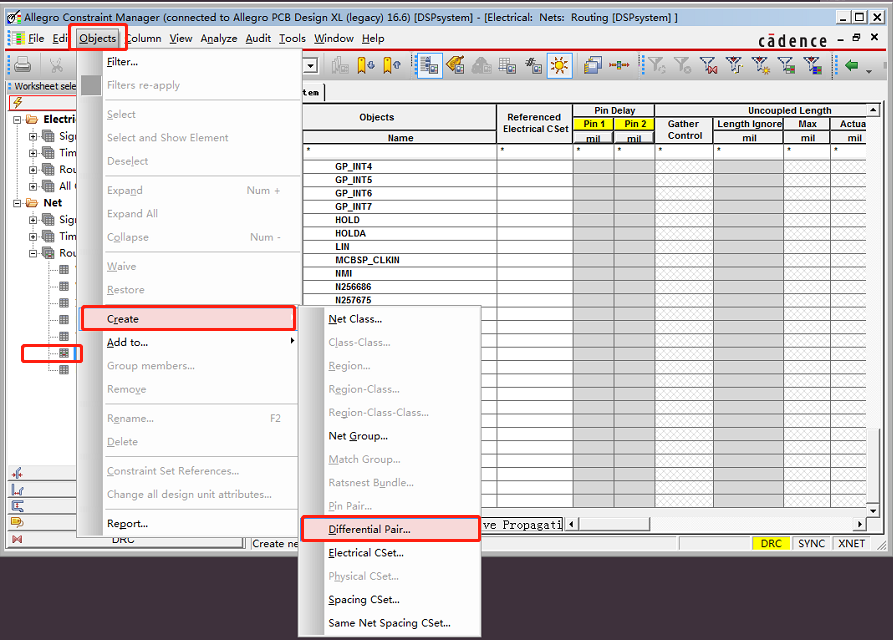 Allegro Constraint Manager (connected to Allegro PCB Design XL (legacy) 16.6) [DSPsystem] - [Electrical: Nets: Routing [DSPsystem] ]
File Edi Objects Column View Analyze Audit Tools Window Help
cādence
Worksheet selec
Electri
Sign
Tim
Rou
All C
Net
Sign
Tim
Rou
Filter...
Filters re-apply
Select
Select and Show Element
Deselect
Expand Num +
Expand All
Collapse Num -
Waive
Restore
Create
Add to...
Group members...
Remove
Rename... F2
Delete
Constraint Set References...
Change all design unit attributes...
Report...
Net Class...
Class-Class...
Region...
Region-Class...
Region-Class-Class...
Net Group...
Match Group...
Ratsnest Bundle...
Pin Pair...
Differential Pair...
Electrical CSet...
Physical CSet...
Spacing CSet...
Same Net Spacing CSet...
tem
Objects
Name
Referenced
Electrical CSet
Pin Delay
Pin 1 Pin 2
mil mil
Uncoupled Length
Gather
Control
Length Ignore Max Actua
mil mil mil
* * * * * * * *
GP_INT4
GP_INT5
GP_INT6
GP_INT7
HOLD
HOLDA
LIN
MCBSP_CLKIN
NMI
N256686
N257675
ve Propagati
DRC
Create ne
DRC SYNC XNET